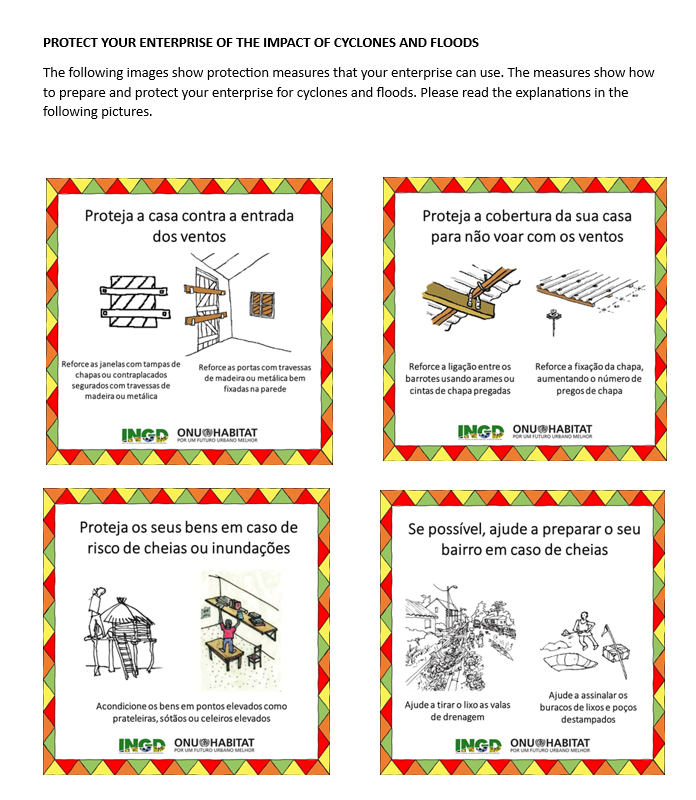 PROTECT YOUR ENTERPRISE OF THE IMPACT OF CYCLONES AND FLOODS
The following images show protection measures that your enterprise can use. The measures show how
to prepare and protect your enterprise for cyclones and floods. Please read the explanations in the
following pictures.
Proteja a casa contra a entrada
dos ventos
Reforce as janelas com tampas de
chapas ou contraplacados
segurados com travessas de
madeira ou metálica
Reforce as portas com travessas
de madeira ou metálica bem
fixadas na parede
INGD
ONU HABITAT
POR UM FUTURO URBANO MELHOR
Proteja a cobertura da sua casa
para não voar com os ventos
Reforce a ligação entre os
barrotes usando arames ou
cintas de chapa pregadas
Reforce a fixação da chapa,
aumentando o número de
pregos de chapa
INGD
ONU HABITAT
POR UM FUTURO URBANO MELHOR
Proteja os seus bens em caso de
risco de cheias ou inundações
Acondicione os bens em pontos elevados como
prateleiras, sótãos ou celeiros elevados
INGD
ONU HABITAT
POR UM FUTURO URBANO MELHOR
Se possível, ajude a preparar o seu
bairro em caso de cheias
Ajude a tirar o lixo as valas
de drenagem
Ajude a assinalar os
buracos de lixos e poços
destampados
INGD
ONU HABITAT
POR UM FUTURO URBANO MELHOR